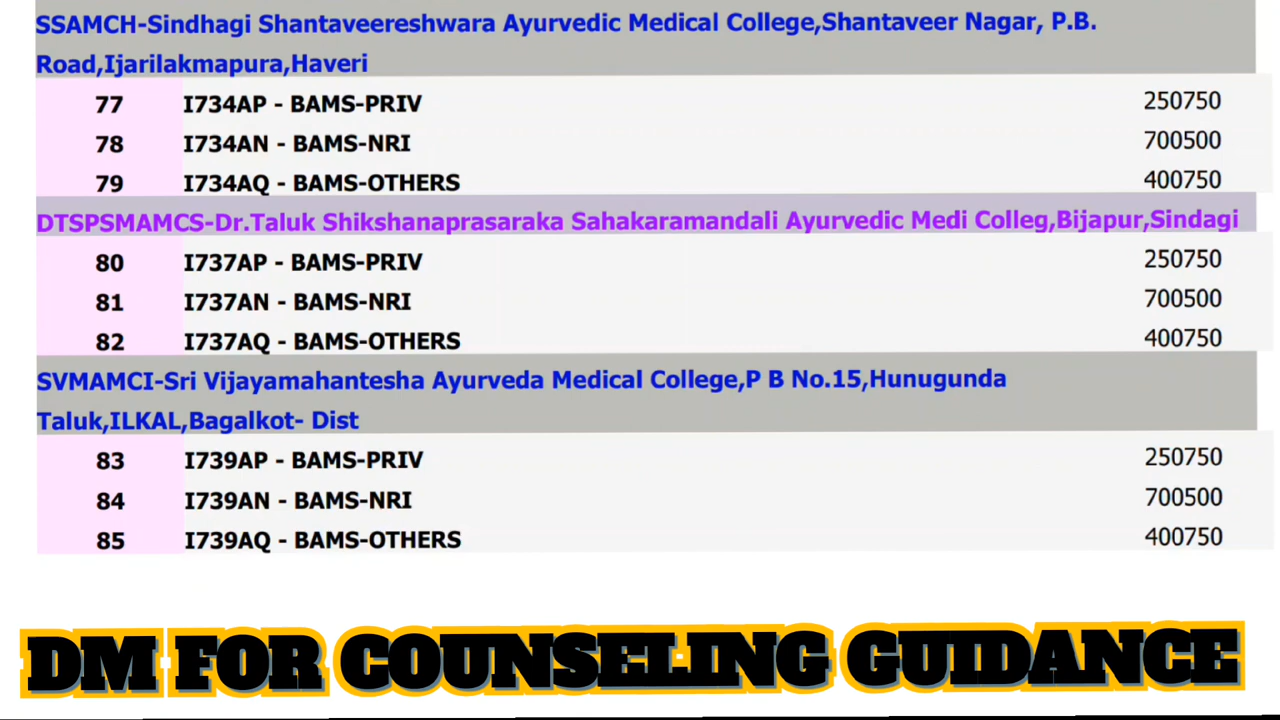 SSAMCH-Sindhagi Shantaveereshwara Ayurvedic Medical College,Shantaveer Nagar, P.B.
Road,Ijarilakmapura,Haveri
77 I734AP - BAMS-PRIV 250750
78 I734AN - BAMS-NRI 700500
79 I734AQ - BAMS-OTHERS 400750
DTSPSMAMCS-Dr.Taluk Shikshanaprasaraka Sahakaramandali Ayurvedic Medi Colleg,Bijapur,Sindagi
80 I737AP - BAMS-PRIV 250750
81 I737AN - BAMS-NRI 700500
82 I737AQ - BAMS-OTHERS 400750
SVMAMCI-Sri Vijayamahantesha Ayurveda Medical College,P B No.15,Hunugunda
Taluk,ILKAL,Bagalkot- Dist
83 I739AP - BAMS-PRIV 250750
84 I739AN - BAMS-NRI 700500
85 I739AQ - BAMS-OTHERS 400750
DM FOR COUNSELING GUIDANCE